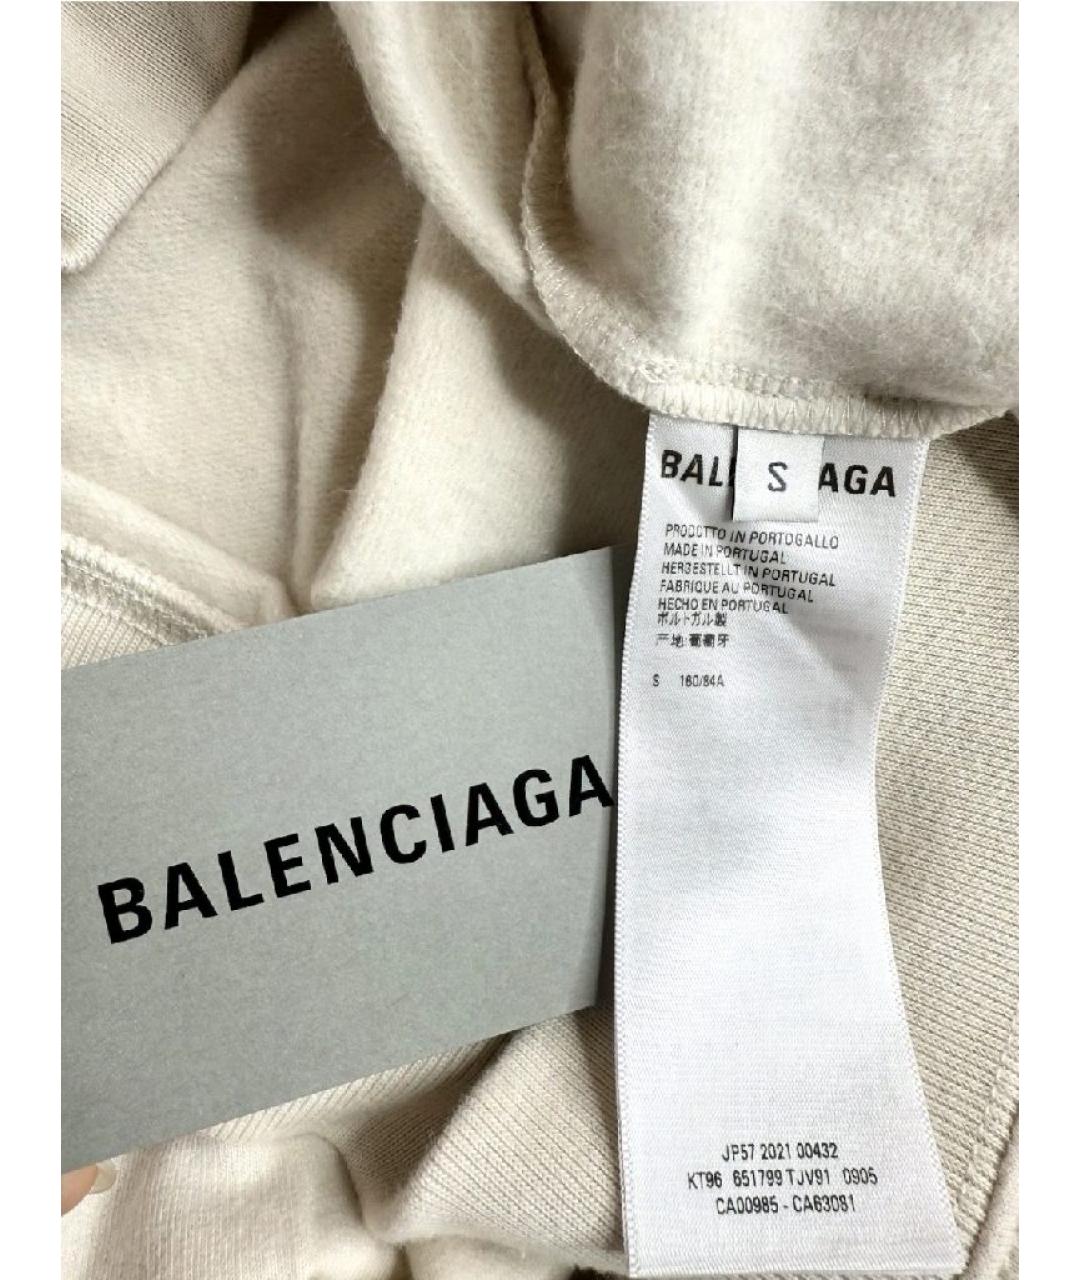 BAL AGA
S
PRODOTTO IN PORTOGALLO
MADE IN PORTUGAL
HERGESTELLT IN PORTUGAL
FABRIQUE AU PORTUGAL
HECHO EN PORTUGAL
ポルトガル製
产地:葡萄牙
S 160/84A
BALENCIAGA
JP57 2021 00432
KT96 651799 TJV91 0905
CA00985 - CA63081